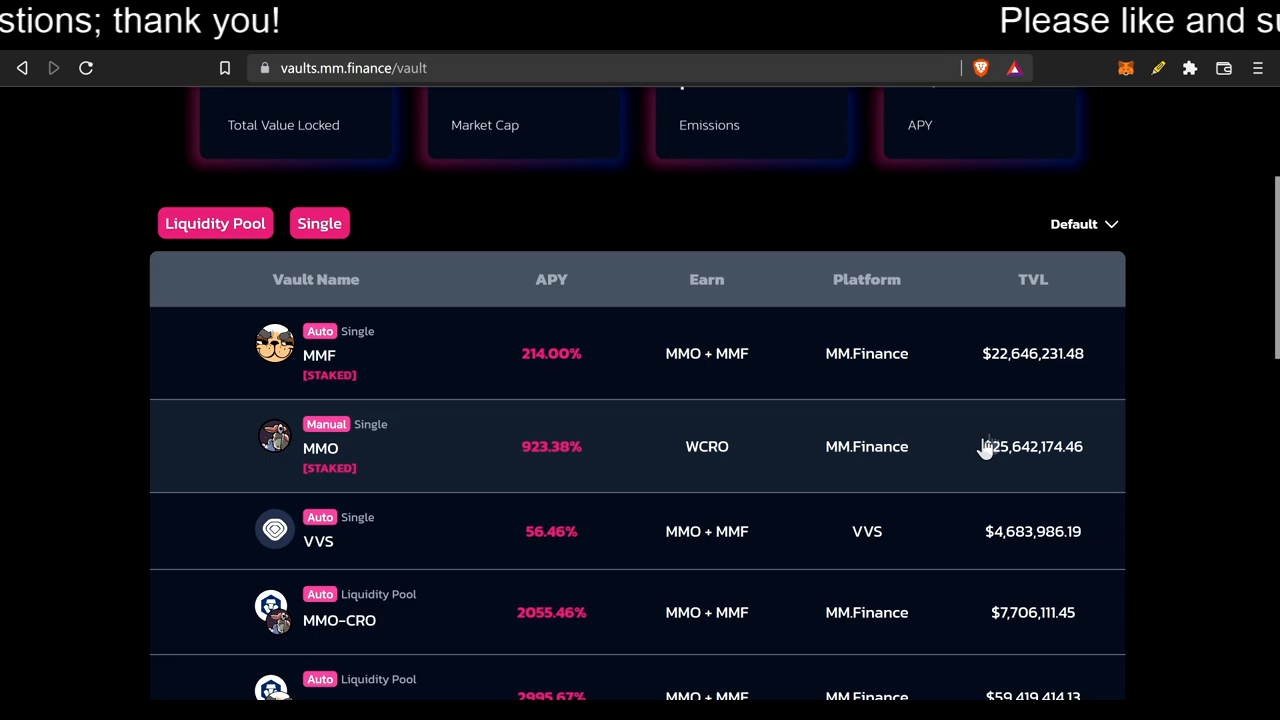 stions; thank you!
Please like and su
vaults.mm.finance/vault
Total Value Locked
Market Cap
Emissions
APY
Liquidity Pool
Single
Default
Vault Name
APY
Earn
Platform
TVL
Auto Single
MMF
[STAKED]
214.00%
MMO + MMF
MM.Finance
$22,646,231.48
Manual Single
MMO
[STAKED]
923.38%
WCRO
MM.Finance
$25,642,174.46
Auto Single
VVS
56.46%
MMO + MMF
VVS
$4,683,986.19
Auto Liquidity Pool
MMO-CRO
2055.46%
MMO + MMF
MM.Finance
$7,706,111.45
Auto Liquidity Pool
2995.67%
MMO + MMF
MM.Finance
$59,419,414.13